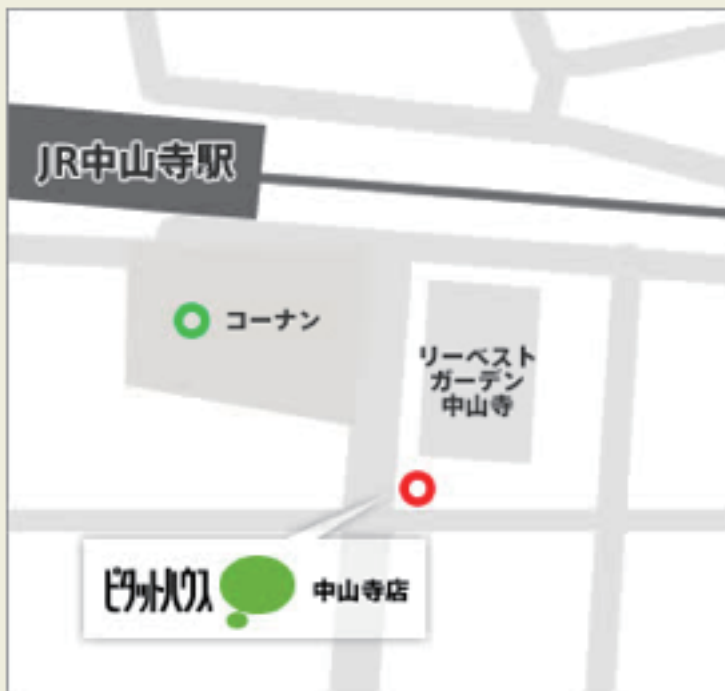 JR中山寺駅
コーナン
リーベスト
ガーデン
中山寺
ピタットハウス 中山寺店